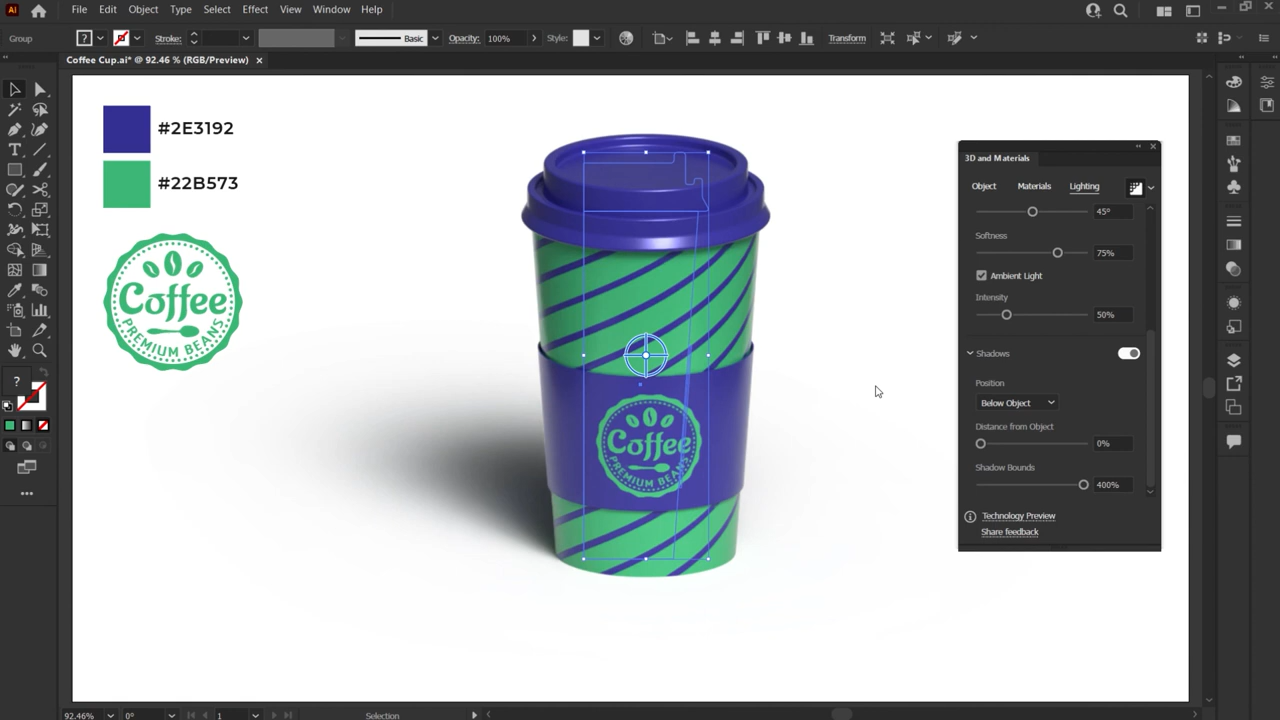 Ai File Edit Object Type Select Effect View Window Help
Group ? Stroke: Basic Opacity: 100% Style: Transform
Coffee Cup.ai* @ 92.46 % (RGB/Preview)
#2E3192
#22B573
Coffee
PREMIUM BEANS
Coffee
PREMIUM BEANS
3D and Materials
Object Materials Lighting
45°
Softness
75%
Ambient Light
Intensity
50%
Shadows
Position
Below Object
Distance from Object
0%
Shadow Bounds
400%
Technology Preview
Share feedback
?
92.46% 0° 1 Selection